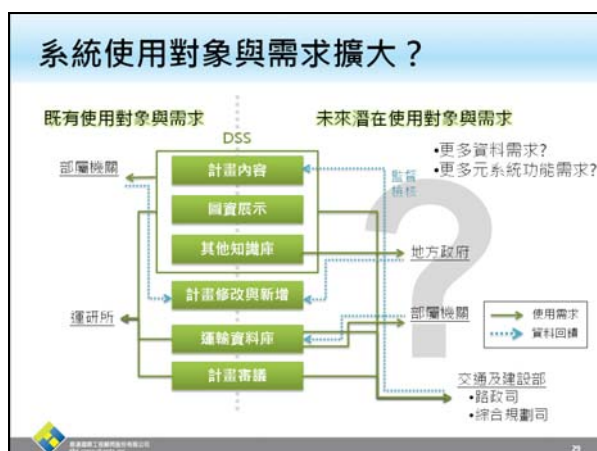 系統使用對象與需求擴大？
既有使用對象與需求
未來潛在使用對象與需求
DSS
•更多資料需求?
•更多元系統功能需求?
部屬機關
計畫內容
監督
圖資展示
其他知識庫
地方政府
計畫修改與新增
運研所
運輸資料庫
部屬機關
使用需求
資料回饋
計畫審議
交通及建設部
•路政司
•綜合規劃司
?
29